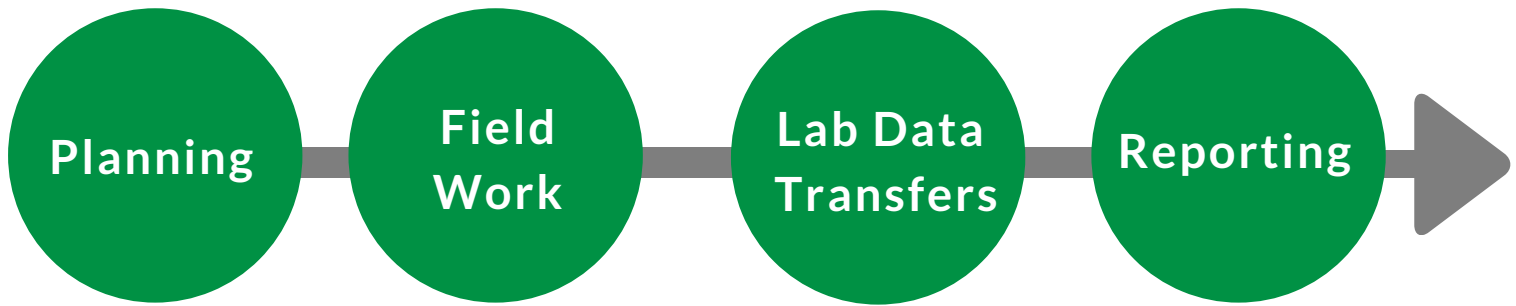 Planning
Field
Work
Lab Data
Transfers
Reporting